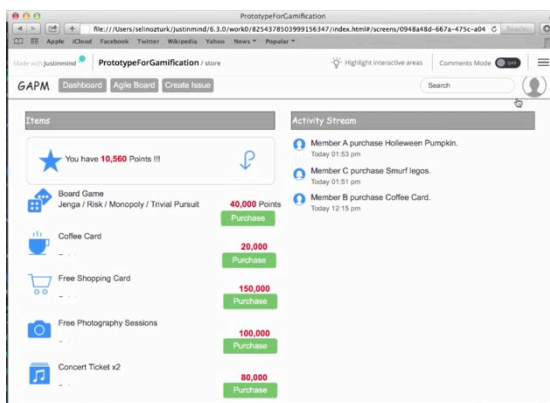 PrototypeForGamification
file:///Users/selinozturk/Justinmind/6.3.0/work0/8254378503999156347/index.html#/screens/0948a48d-667a-475c-a04
Reader
Apple iCloud Facebook Twitter Wikipedia Yahoo News Popular
Made with Justinmind PrototypeForGamification / store Highlight interactive areas Comments Mode OFF
GAPM Dashboard Agile Board Create Issue Search
Items
You have 10,560 Points !!!
Board Game
Jenga / Risk / Monopoly / Trivial Pursuit 40,000 Points
Purchase
Coffee Card
20,000
Purchase
Free Shopping Card
150,000
Purchase
Free Photography Sessions
100,000
Purchase
Concert Ticket x2
80,000
Purchase
Activity Stream
Member A purchase Holleween Pumpkin.
Today 01:53 pm
Member C purchase Smurf legos.
Today 01:51 pm
Member B purchase Coffee Card.
Today 12:15 pm